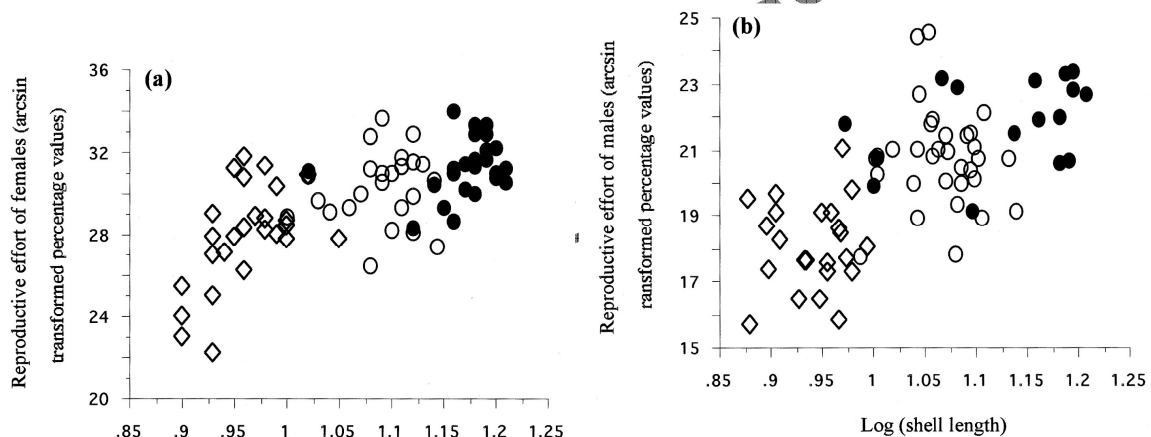 (a)
Reproductive effort of females (arcsin
transformed percentage values)
36
32
28
24
20
.85 .9 .95 1 1.05 1.1 1.15 1.2 1.25
(b)
Reproductive effort of males (arcsin
ransformed percentage values)
25
23
21
19
17
15
.85 .9 .95 1 1.05 1.1 1.15 1.2 1.25
Log (shell length)